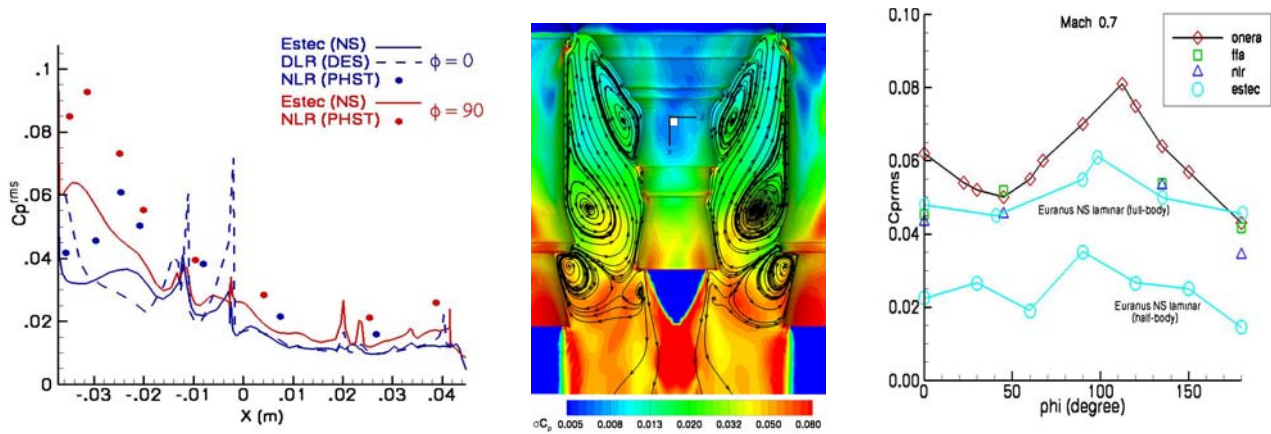 Estec (NS)
DLR (DES)
NLR (PHST)
ϕ = 0
Estec (NS)
NLR (PHST)
ϕ = 90
Cp rms
.1
.08
.06
.04
.02
0
-.03 -.02 -.01 0 .01 .02 .03 .04
X (m)
σCp
0.005 0.008 0.013 0.020 0.032 0.050 0.080
Mach 0.7
onera
ffa
nlr
estec
Cprms
0.10
0.08
0.06
0.04
0.02
0.00
Euranus NS laminar (full-body)
Euranus NS laminar
(half-body)
0 50 100 150
phi (degree)